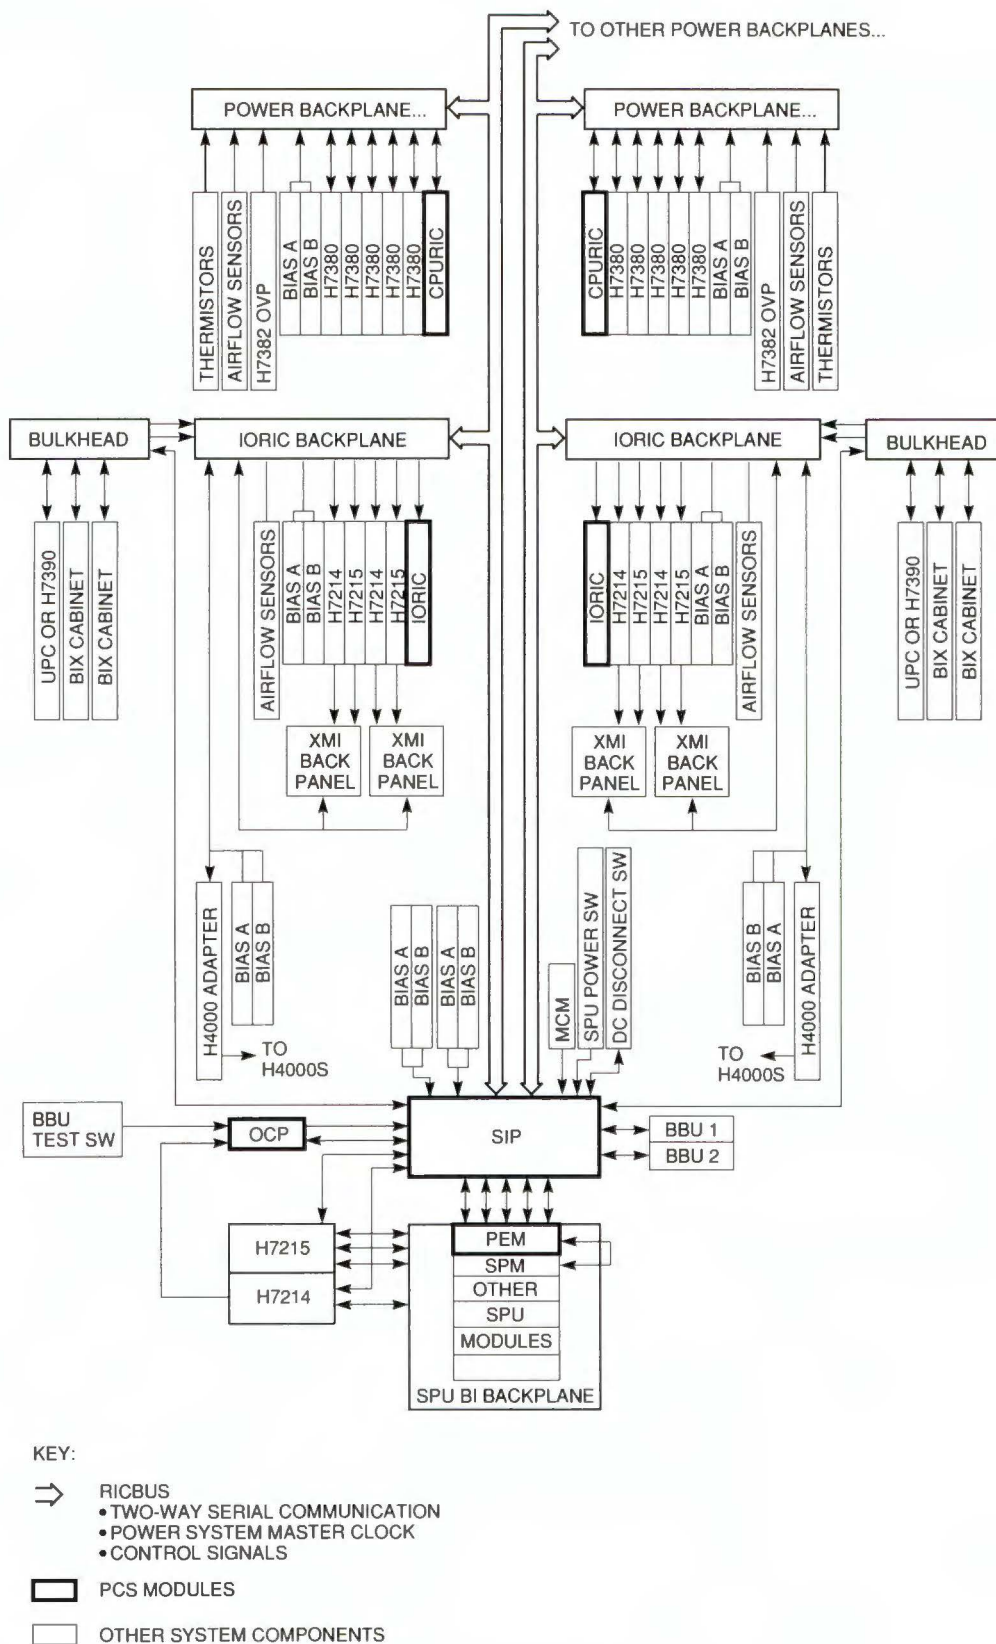 TO OTHER POWER BACKPLANES...
POWER BACKPLANE...
POWER BACKPLANE...
THERMISTORS
AIRFLOW SENSORS
H7382 OVP
BIAS A
BIAS B
H7380
H7380
H7380
H7380
H7380
CPURIC
CPURIC
H7380
H7380
H7380
H7380
H7380
BIAS A
BIAS B
H7382 OVP
AIRFLOW SENSORS
THERMISTORS
BULKHEAD
IORIC BACKPLANE
IORIC BACKPLANE
BULKHEAD
UPC OR H7390
BIX CABINET
BIX CABINET
AIRFLOW SENSORS
BIAS A
BIAS B
H7214
H7215
H7214
H7215
IORIC
IORIC
H7214
H7215
H7214
H7215
BIAS A
BIAS B
AIRFLOW SENSORS
UPC OR H7390
BIX CABINET
BIX CABINET
XMI
BACK
PANEL
XMI
BACK
PANEL
XMI
BACK
PANEL
XMI
BACK
PANEL
H4000 ADAPTER
BIAS A
BIAS B
TO
H4000S
BIAS A
BIAS B
BIAS A
BIAS B
MCM
SPU POWER SW
DC DISCONNECT SW
BIAS B
BIAS A
H4000 ADAPTER
TO
H4000S
BBU
TEST SW
OCP
SIP
BBU 1
BBU 2
H7215
H7214
PEM
SPM
OTHER
SPU
MODULES
SPU BI BACKPLANE
KEY:
RICBUS
• TWO-WAY SERIAL COMMUNICATION
• POWER SYSTEM MASTER CLOCK
• CONTROL SIGNALS
PCS MODULES
OTHER SYSTEM COMPONENTS